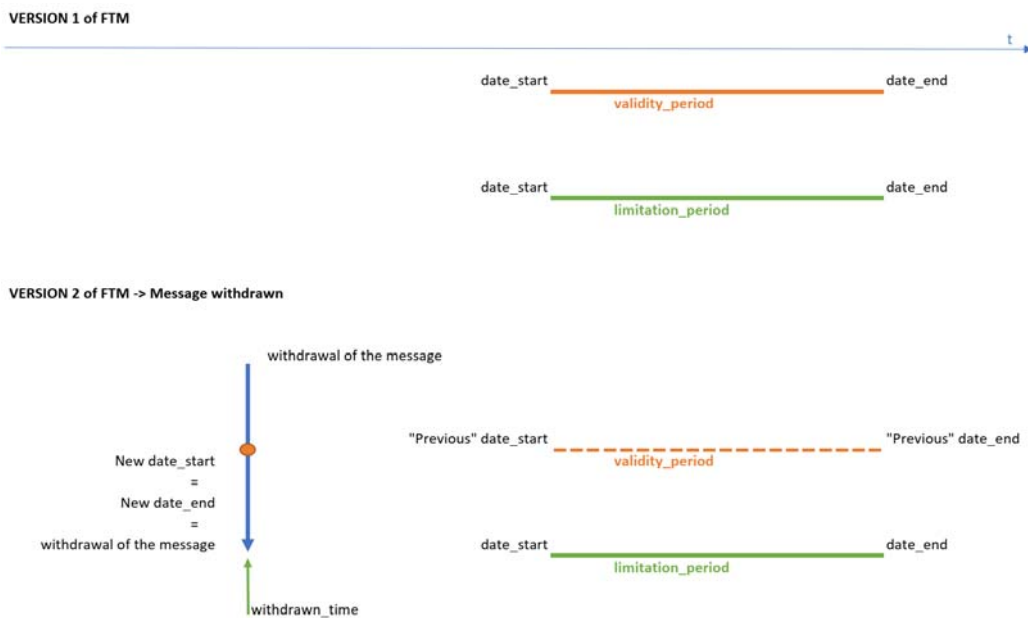 VERSION 1 of FTM
t
date_start
date_end
validity_period
date_start
date_end
limitation_period
VERSION 2 of FTM -> Message withdrawn
withdrawal of the message
"Previous" date_start
"Previous" date_end
New date_start
validity_period
=
New date_end
=
withdrawal of the message
date_start
date_end
limitation_period
withdrawn_time